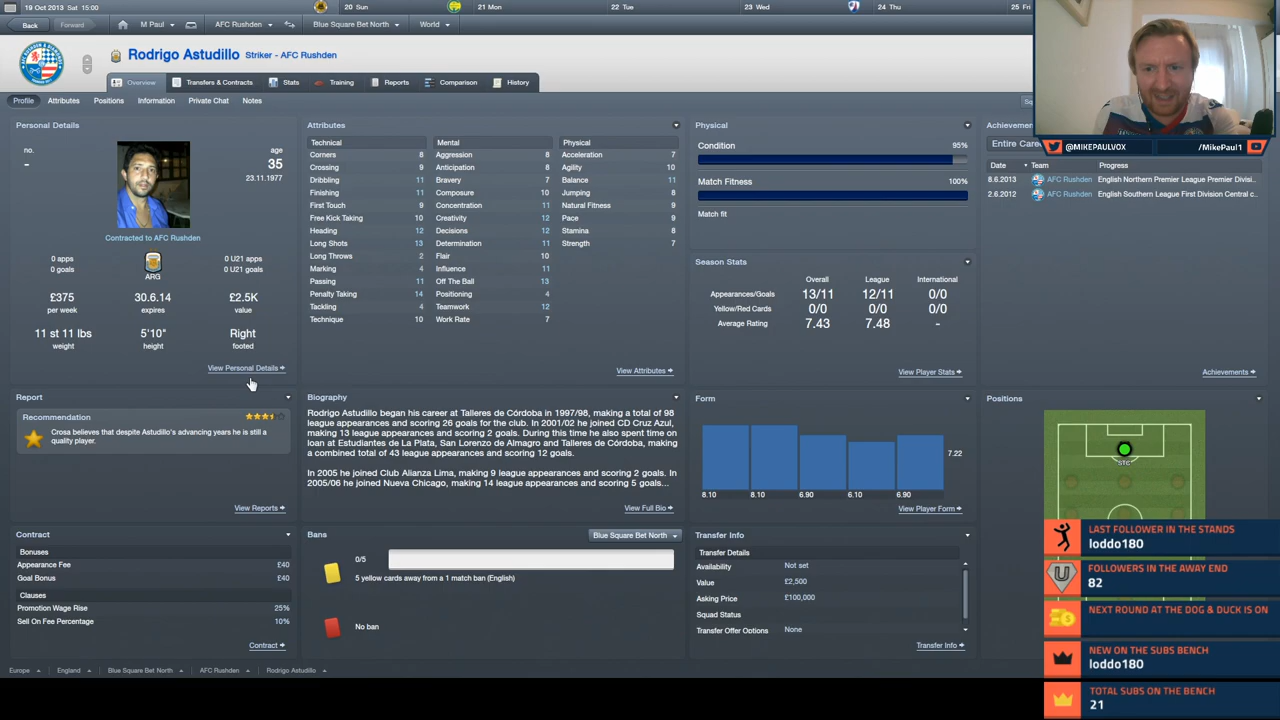 19 Oct 2013 Sat 15:00
20 Sun
21 Mon
22 Tue
23 Wed
24 Thu
25 Fri
Back
Forward
M Paul
AFC Rushden
Blue Square Bet North
World
Rodrigo Astudillo
Striker - AFC Rushden
Overview
Transfers & Contracts
Stats
Training
Reports
Comparison
History
Profile
Attributes
Positions
Information
Private Chat
Notes
@MIKEPAULVOX
/MikePaul1
Personal Details
no.
-
age
35
23.11.1977
Contracted to AFC Rushden
0 apps
0 goals
ARG
0 U21 apps
0 U21 goals
£375
per week
30.6.14
expires
£2.5K
value
11 st 11 lbs
weight
5'10"
height
Right
footed
View Personal Details
Attributes
Technical
Corners 8
Crossing 9
Dribbling 11
Finishing 11
First Touch 9
Free Kick Taking 10
Heading 12
Long Shots 13
Long Throws 2
Marking 4
Passing 11
Penalty Taking 14
Tackling 4
Technique 10
Mental
Aggression 8
Anticipation 8
Bravery 7
Composure 10
Concentration 11
Creativity 12
Decisions 12
Determination 11
Flair 10
Influence 11
Off The Ball 13
Positioning 4
Teamwork 12
Work Rate 7
Physical
Acceleration 7
Agility 10
Balance 11
Jumping 8
Natural Fitness 9
Pace 9
Stamina 8
Strength 7
View Attributes
Physical
Condition 95%
Match Fitness 100%
Match fit
Season Stats
Overall League International
Appearances/Goals 13/11 12/11 0/0
Yellow/Red Cards 0/0 0/0 0/0
Average Rating 7.43 7.48 -
View Player Stats
Achievem
Entire Care
Date Team Progress
8.6.2013 AFC Rushden English Northern Premier League Premier Divisi...
2.6.2012 AFC Rushden English Southern League First Division Central c...
Achievements
Report
Recommendation
Crosa believes that despite Astudillo's advancing years he is still a
quality player.
View Reports
Biography
Rodrigo Astudillo began his career at Talleres de Córdoba in 1997/98, making a total of 98
league appearances and scoring 26 goals for the club. In 2001/02 he joined CD Cruz Azul,
making 13 league appearances and scoring 2 goals. During this time he also spent time on
loan at Estudiantes de La Plata, San Lorenzo de Almagro and Talleres de Córdoba, making
a combined total of 43 league appearances and scoring 12 goals.
In 2005 he joined Club Alianza Lima, making 9 league appearances and scoring 2 goals. In
2005/06 he joined Nueva Chicago, making 14 league appearances and scoring 5 goals...
View Full Bio
Form
7.22
8.10 8.10 6.90 6.10 6.90
View Player Form
Positions
STC
Contract
Bonuses
Appearance Fee £40
Goal Bonus £40
Clauses
Promotion Wage Rise 25%
Sell On Fee Percentage 10%
Contract
Bans
Blue Square Bet North
0/5
5 yellow cards away from a 1 match ban (English)
No ban
Transfer Info
Transfer Details
Availability Not set
Value £2,500
Asking Price £100,000
Squad Status
Transfer Offer Options None
Transfer Info
LAST FOLLOWER IN THE STANDS
loddo180
FOLLOWERS IN THE AWAY END
82
NEXT ROUND AT THE DOG & DUCK IS ON
NEW ON THE SUBS BENCH
loddo180
TOTAL SUBS ON THE BENCH
21
Europe
England
Blue Square Bet North
AFC Rushden
Rodrigo Astudillo